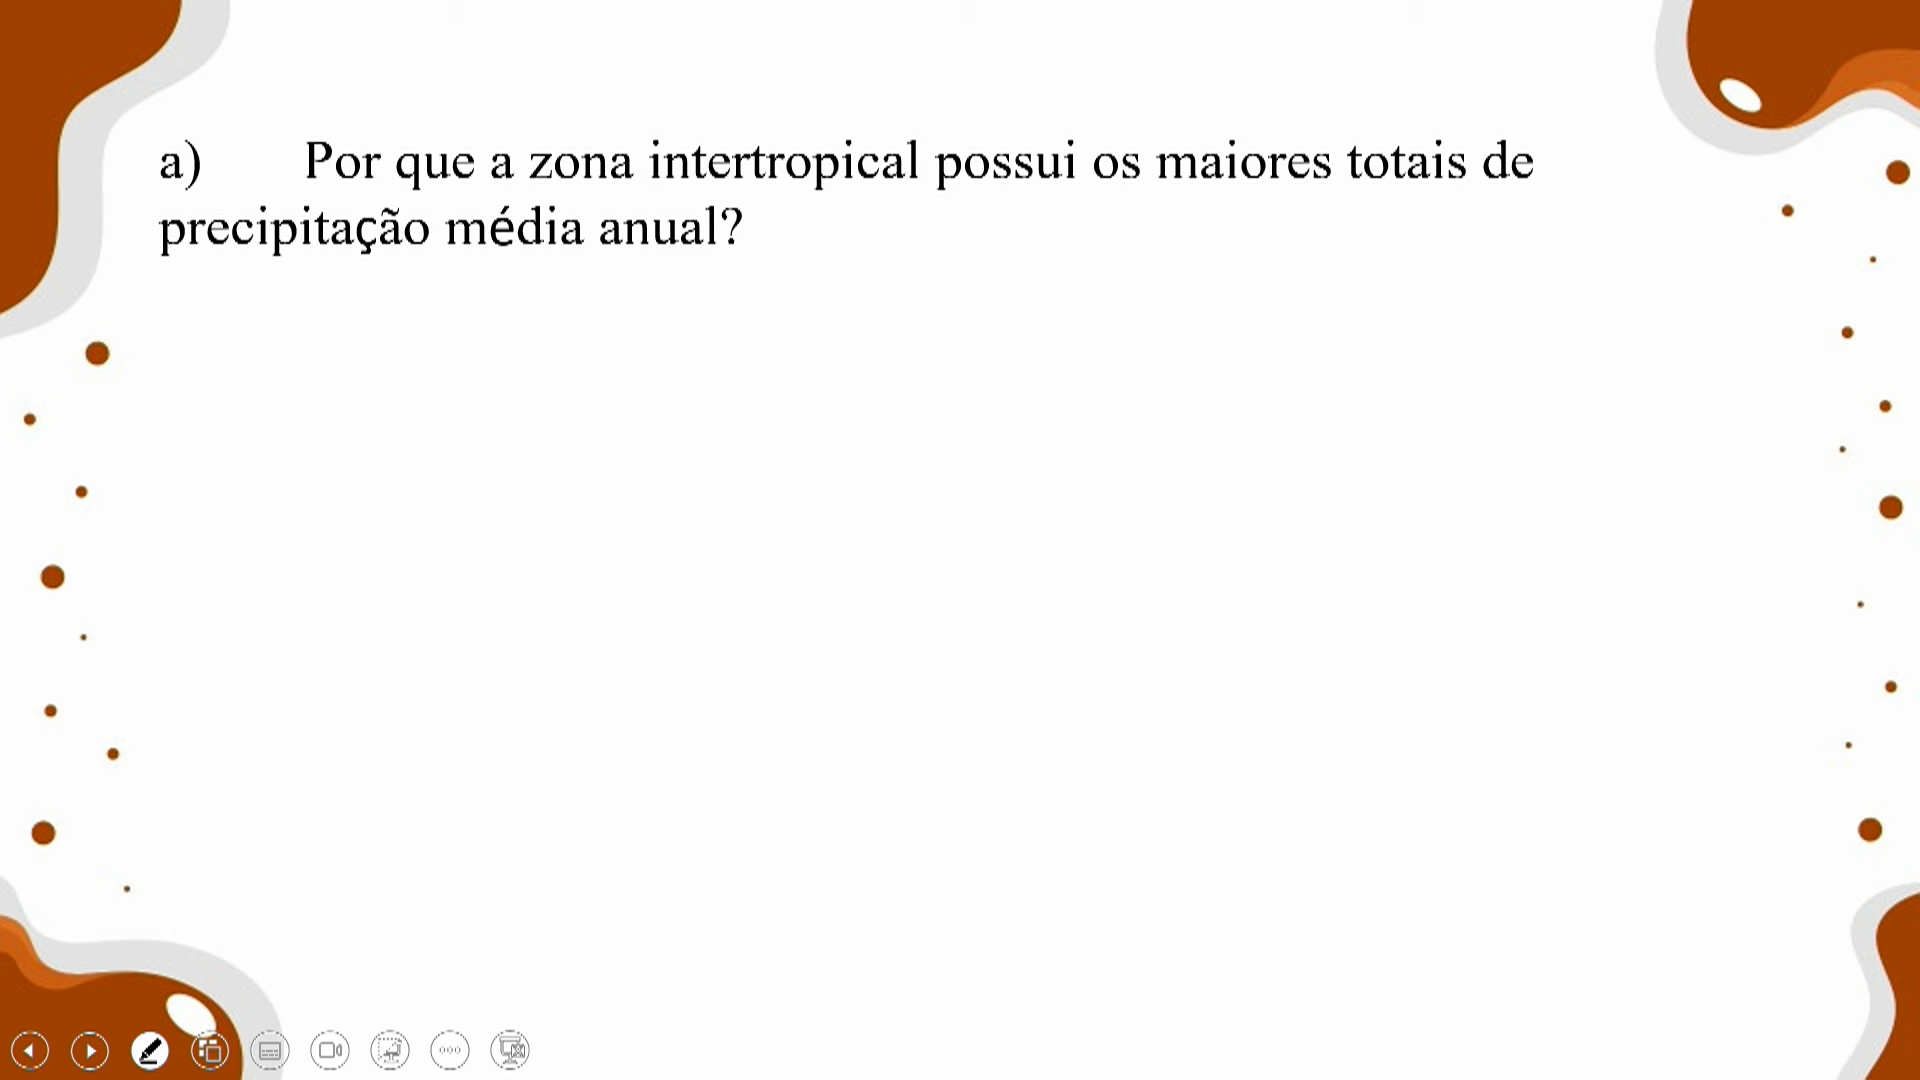 a) Por que a zona intertropical possui os maiores totais de
precipitação média anual?